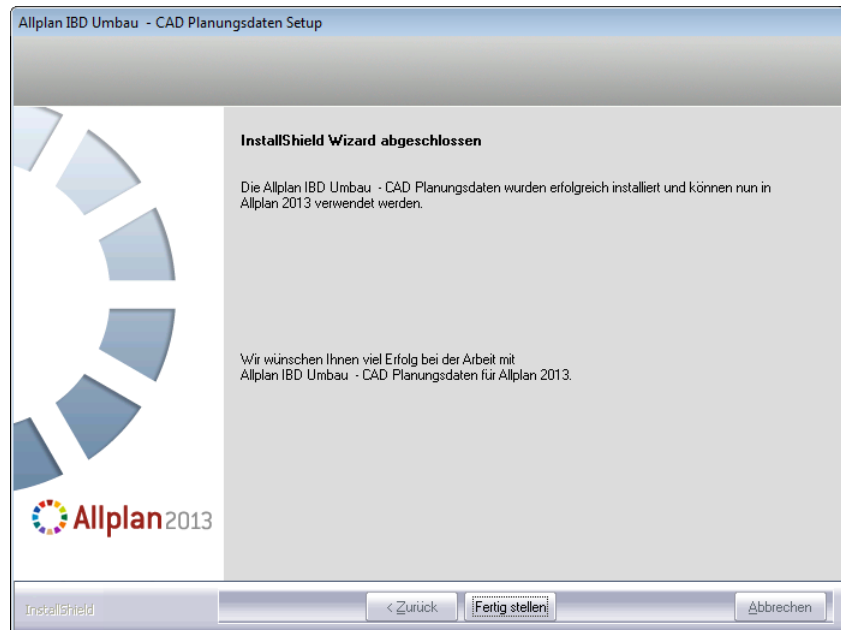 Allplan IBD Umbau - CAD Planungsdaten Setup
InstallShield Wizard abgeschlossen
Die Allplan IBD Umbau - CAD Planungsdaten wurden erfolgreich installiert und können nun in
Allplan 2013 verwendet werden.
Wir wünschen Ihnen viel Erfolg bei der Arbeit mit
Allplan IBD Umbau - CAD Planungsdaten für Allplan 2013.
Allplan 2013
InstallShield
< Zurück
Fertig stellen
Abbrechen